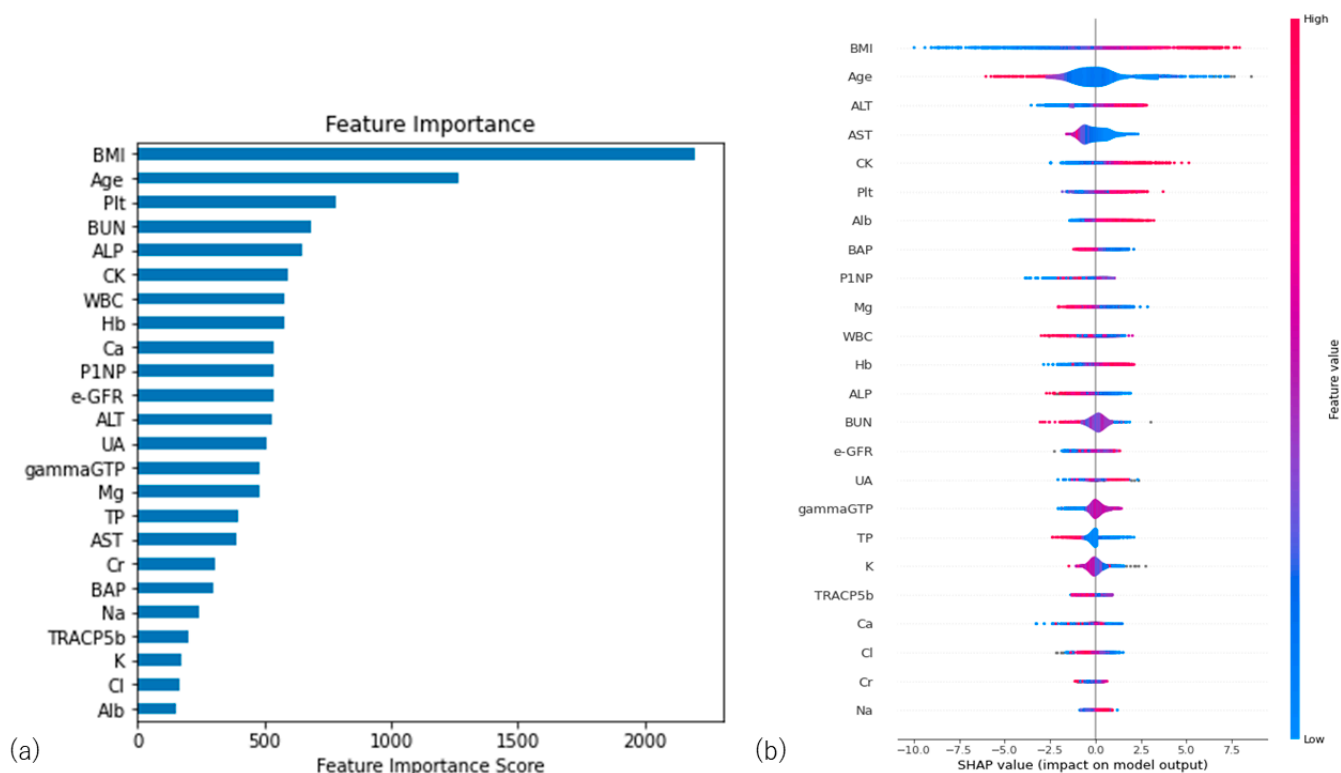 Feature Importance
BMI
Age
Plt
BUN
ALP
CK
WBC
Hb
Ca
P1NP
e-GFR
ALT
UA
gammaGTP
Mg
TP
AST
Cr
BAP
Na
TRACP5b
K
Cl
Alb
0 500 1000 1500 2000
Feature Importance Score
(a)
High
BMI
Age
ALT
AST
CK
Plt
Alb
BAP
P1NP
Mg
WBC
Hb
ALP
BUN
e-GFR
UA
gammaGTP
TP
K
TRACP5b
Ca
Cl
Cr
Na
Feature value
Low
−10.0 −7.5 −5.0 −2.5 0.0 2.5 5.0 7.5
SHAP value (impact on model output)
(b)